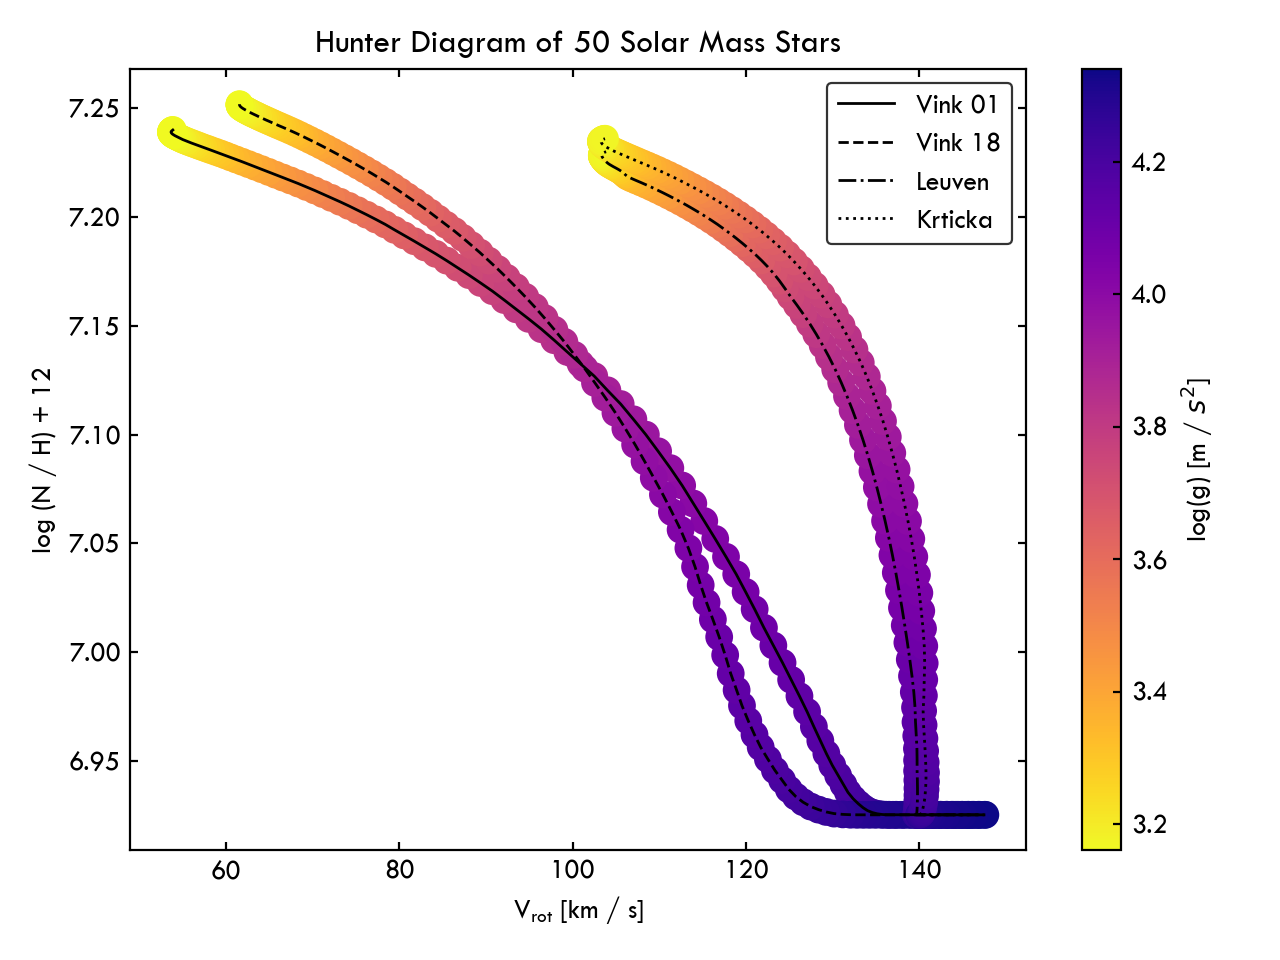 Hunter Diagram of 50 Solar Mass Stars
7.25
7.20
7.15
7.10
7.05
7.00
6.95
log (N / H) + 12
60
80
100
120
140
V_rot [km / s]
Vink 01
Vink 18
Leuven
Krticka
4.2
4.0
3.8
3.6
3.4
3.2
log(g) [m / s²]